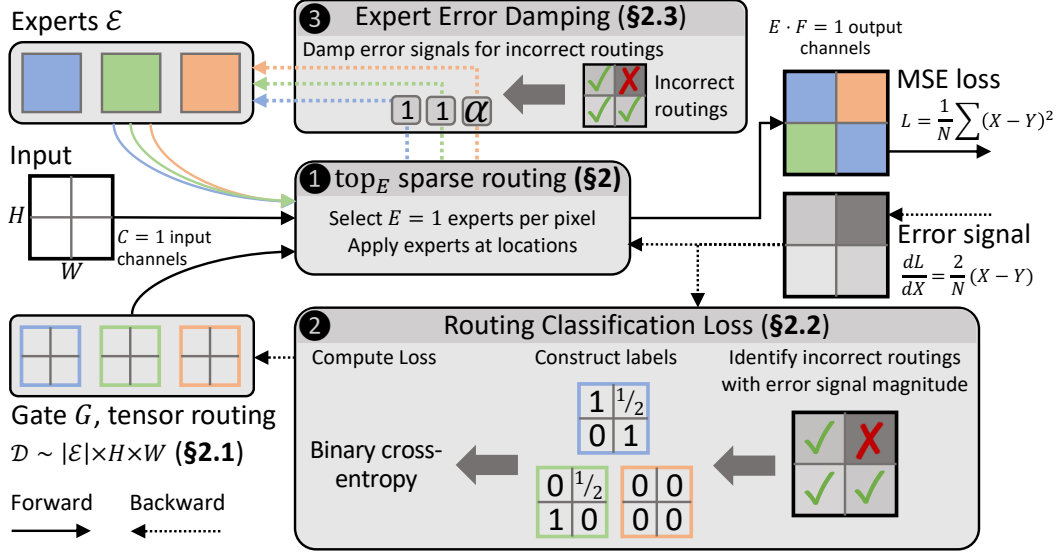 Experts ℰ
3 Expert Error Damping (§2.3)
Damp error signals for incorrect routings
Incorrect
routings
1 1 α
E · F = 1 output
channels
MSE loss
L = 1/N ∑(X − Y)²
Input
H
W
C = 1 input
channels
1 top_E sparse routing (§2)
Select E = 1 experts per pixel
Apply experts at locations
Error signal
dL/dX = 2/N (X − Y)
Gate G, tensor routing
𝒟 ~ |ℰ|×H×W (§2.1)
Forward
Backward
2 Routing Classification Loss (§2.2)
Compute Loss
Construct labels
Identify incorrect routings
with error signal magnitude
1 1/2
0 1
Binary cross-
entropy
0 1/2
1 0
0 0
0 0